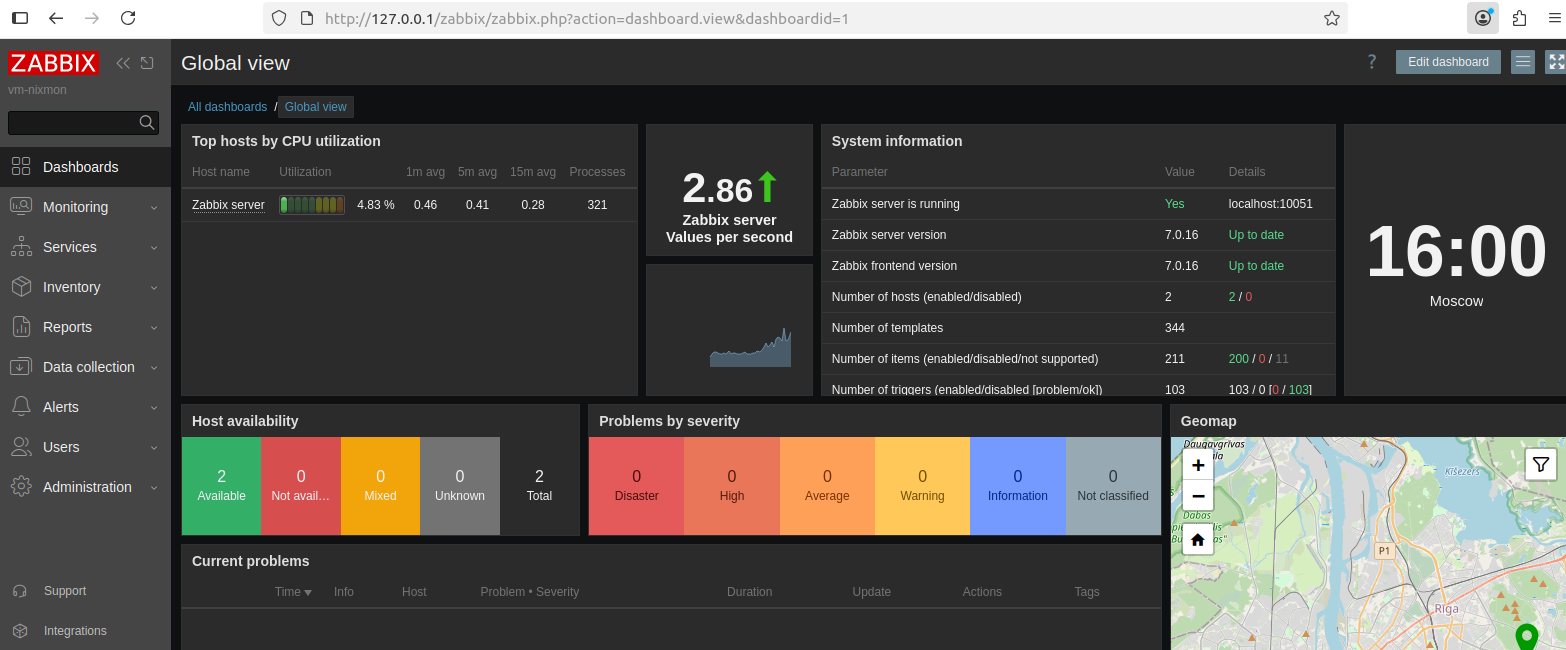 http://127.0.0.1/zabbix/zabbix.php?action=dashboard.view&dashboardid=1
ZABBIX
vm-nixmon
Dashboards
Monitoring
Services
Inventory
Reports
Data collection
Alerts
Users
Administration
Support
Integrations
Global view
? Edit dashboard
All dashboards / Global view
Top hosts by CPU utilization
Host name Utilization 1m avg 5m avg 15m avg Processes
Zabbix server 4.83 % 0.46 0.41 0.28 321
2.86
Zabbix server
Values per second
System information
Parameter Value Details
Zabbix server is running Yes localhost:10051
Zabbix server version 7.0.16 Up to date
Zabbix frontend version 7.0.16 Up to date
Number of hosts (enabled/disabled) 2 2 / 0
Number of templates 344
Number of items (enabled/disabled/not supported) 211 200 / 0 / 11
Number of triggers (enabled/disabled [problem/ok]) 103 103 / 0 [0 / 103]
16:00
Moscow
Host availability
2 0 0 0 2
Available Not avail… Mixed Unknown Total
Problems by severity
0 0 0 0 0 0
Disaster High Average Warning Information Not classified
Geomap
Daugavgrīvas
+
Ķīšezers
−
Dabas
P1
Rīga
Current problems
Time Info Host Problem • Severity Duration Update Actions Tags